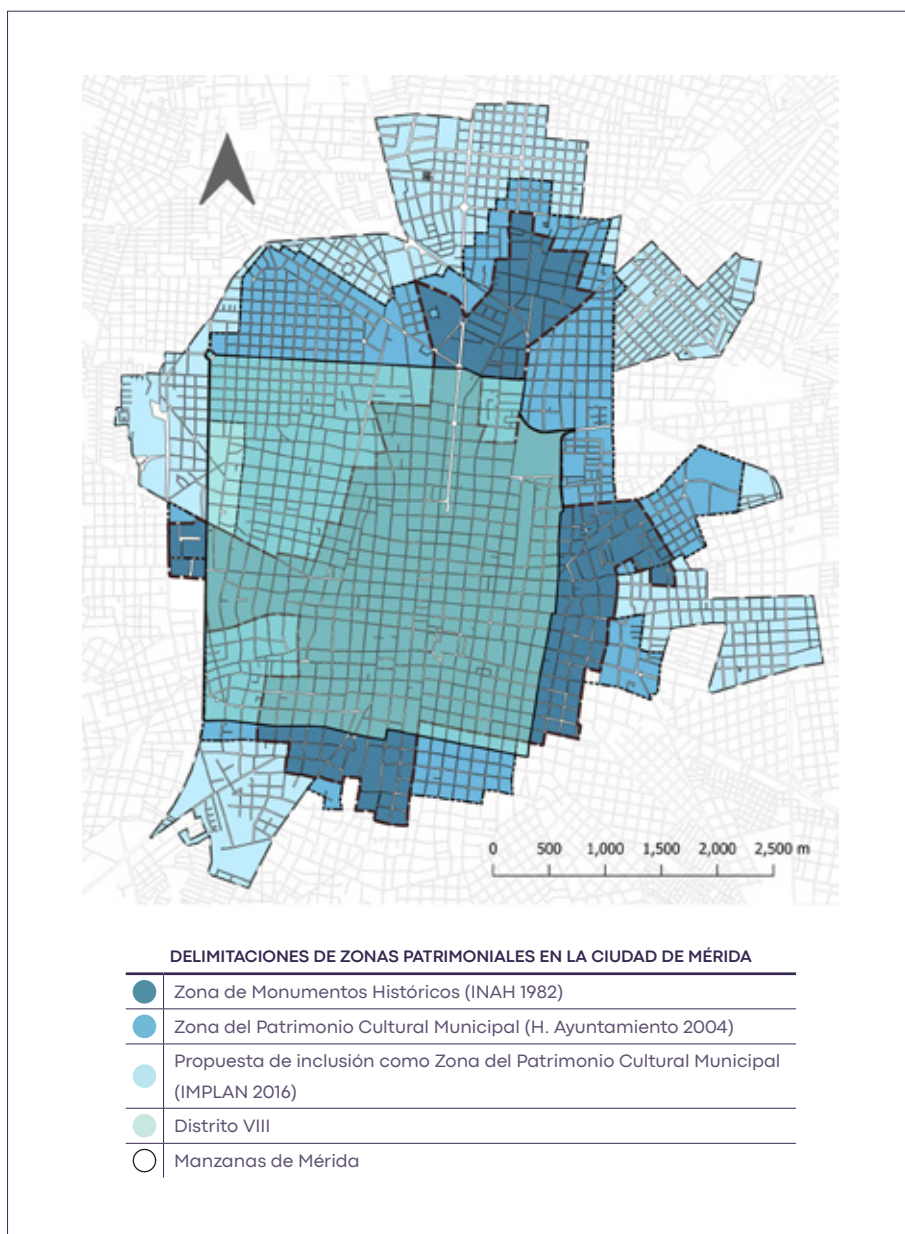 0 500 1,000 1,500 2,000 2,500 m
DELIMITACIONES DE ZONAS PATRIMONIALES EN LA CIUDAD DE MÉRIDA
Zona de Monumentos Históricos (INAH 1982)
Zona del Patrimonio Cultural Municipal (H. Ayuntamiento 2004)
Propuesta de inclusión como Zona del Patrimonio Cultural Municipal
(IMPLAN 2016)
Distrito VIII
Manzanas de Mérida